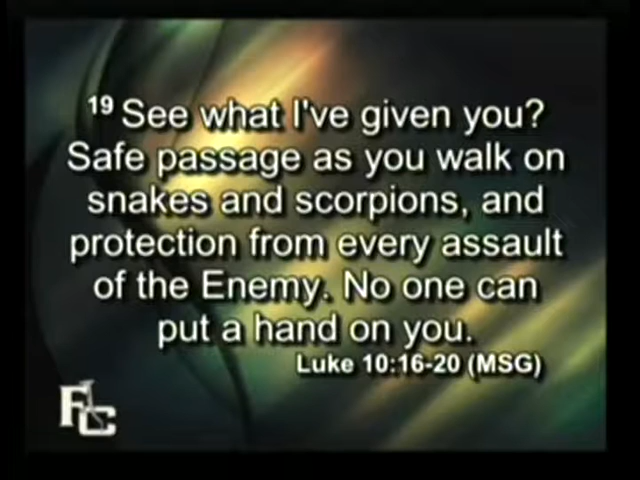 19 See what I've given you?
Safe passage as you walk on
snakes and scorpions, and
protection from every assault
of the Enemy. No one can
put a hand on you.
Luke 10:16-20 (MSG)
FLC